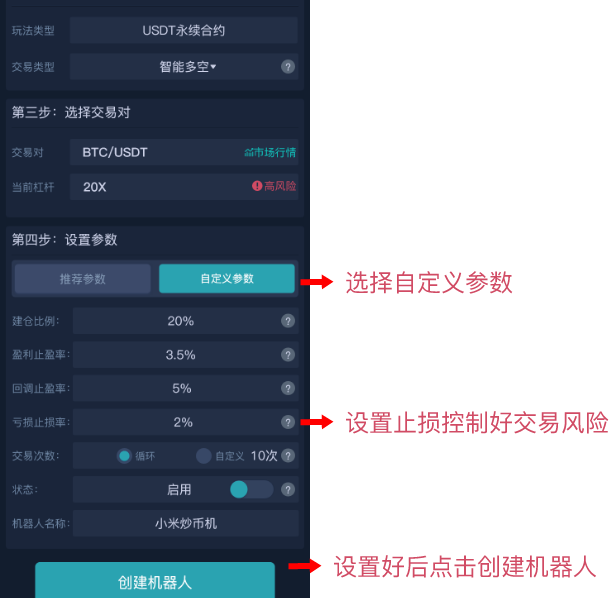 玩法类型 USDT永续合约
交易类型 智能多空▾ ?
第三步：选择交易对
交易对 BTC/USDT 市场行情
当前杠杆 20X !高风险
第四步：设置参数
推荐参数 自定义参数 选择自定义参数
建仓比例： 20% ?
盈利止盈率： 3.5% ?
回调止盈率： 5% ?
亏损止损率： 2% ? 设置止损控制好交易风险
交易次数： 循环 自定义 10次 ?
状态： 启用 ?
机器人名称： 小米炒币机
创建机器人 设置好后点击创建机器人